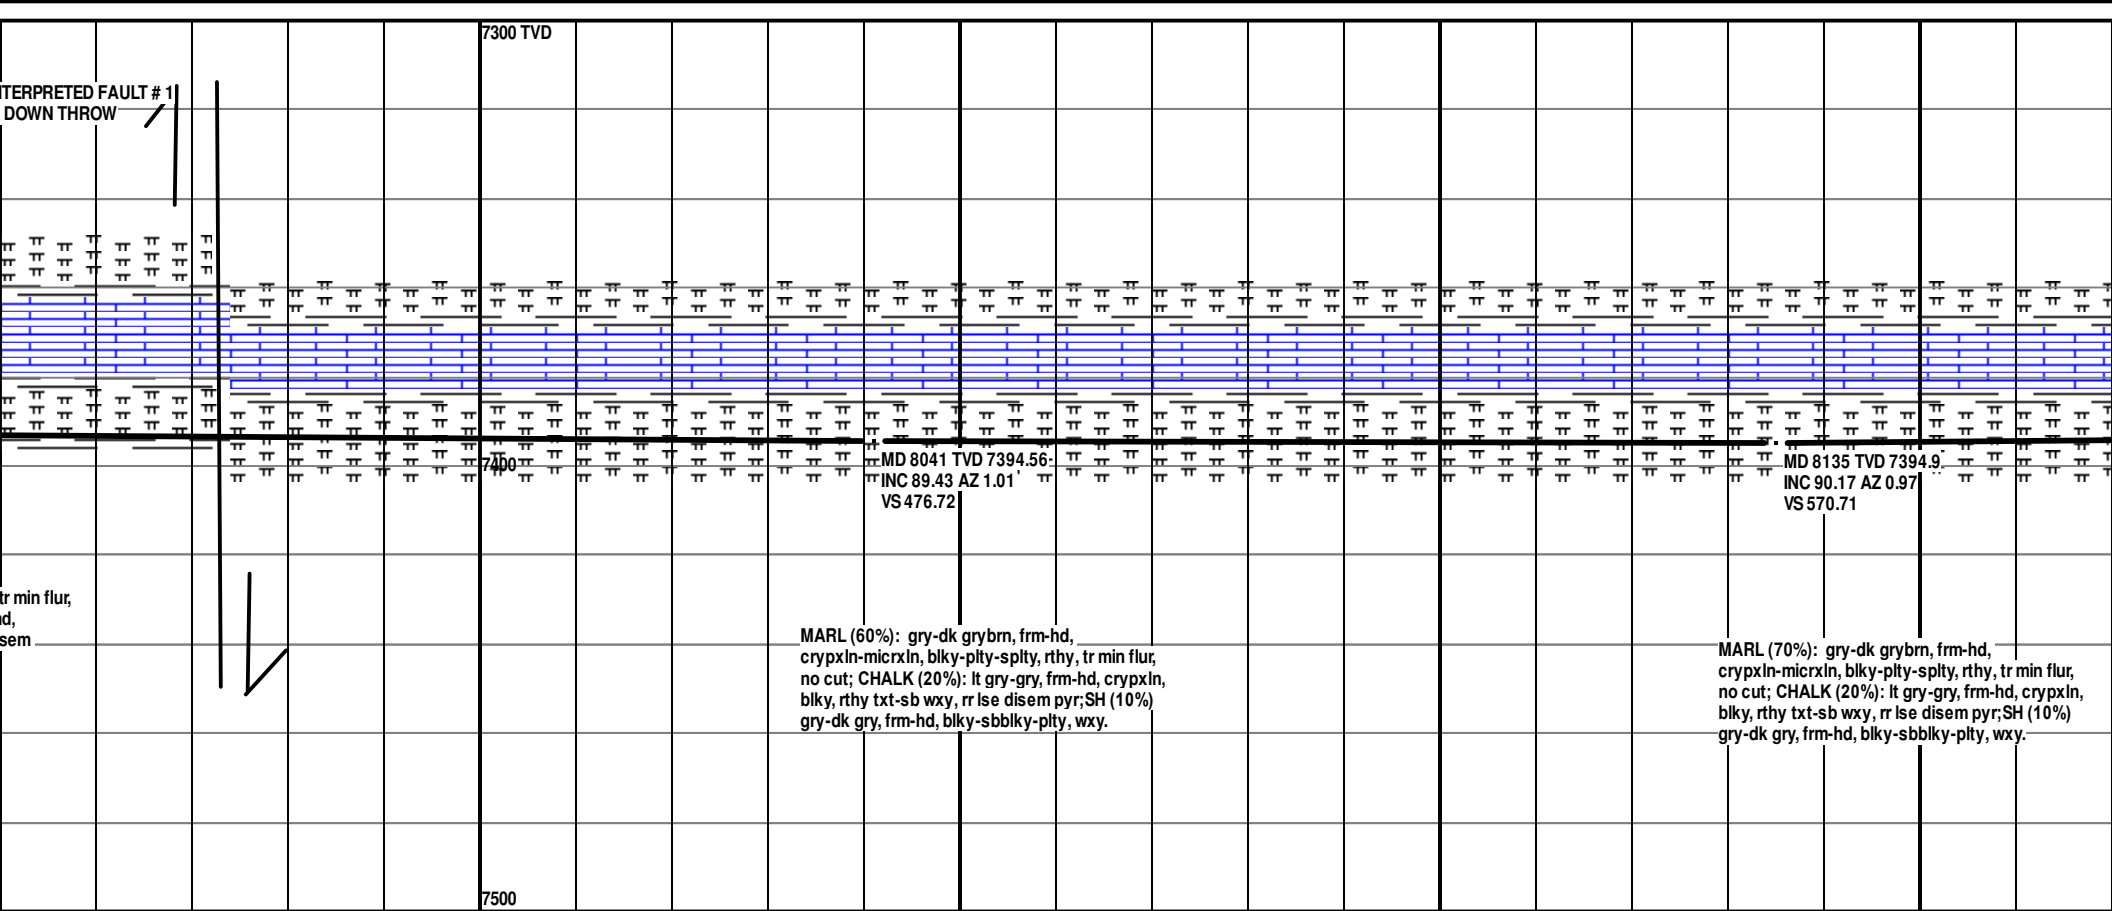 7300 TVD
TERPRETED FAULT # 1
DOWN THROW
7400
MD 8041 TVD 7394.56
INC 89.43 AZ 1.01
VS 476.72
MD 8135 TVD 7394.9
INC 90.17 AZ 0.97
VS 570.71
tr min flur,
d,
sem
MARL (60%): gry-dk grybrn, frm-hd,
crypxln-micrxln, blky-plty-splty, rthy, tr min flur,
no cut; CHALK (20%): lt gry-gry, frm-hd, crypxln,
blky, rthy txt-sb wxy, rr lse disem pyr;SH (10%)
gry-dk gry, frm-hd, blky-sbblky-plty, wxy.
MARL (70%): gry-dk grybrn, frm-hd,
crypxln-micrxln, blky-plty-splty, rthy, tr min flur,
no cut; CHALK (20%): lt gry-gry, frm-hd, crypxln,
blky, rthy txt-sb wxy, rr lse disem pyr;SH (10%)
gry-dk gry, frm-hd, blky-sbblky-plty, wxy.
7500